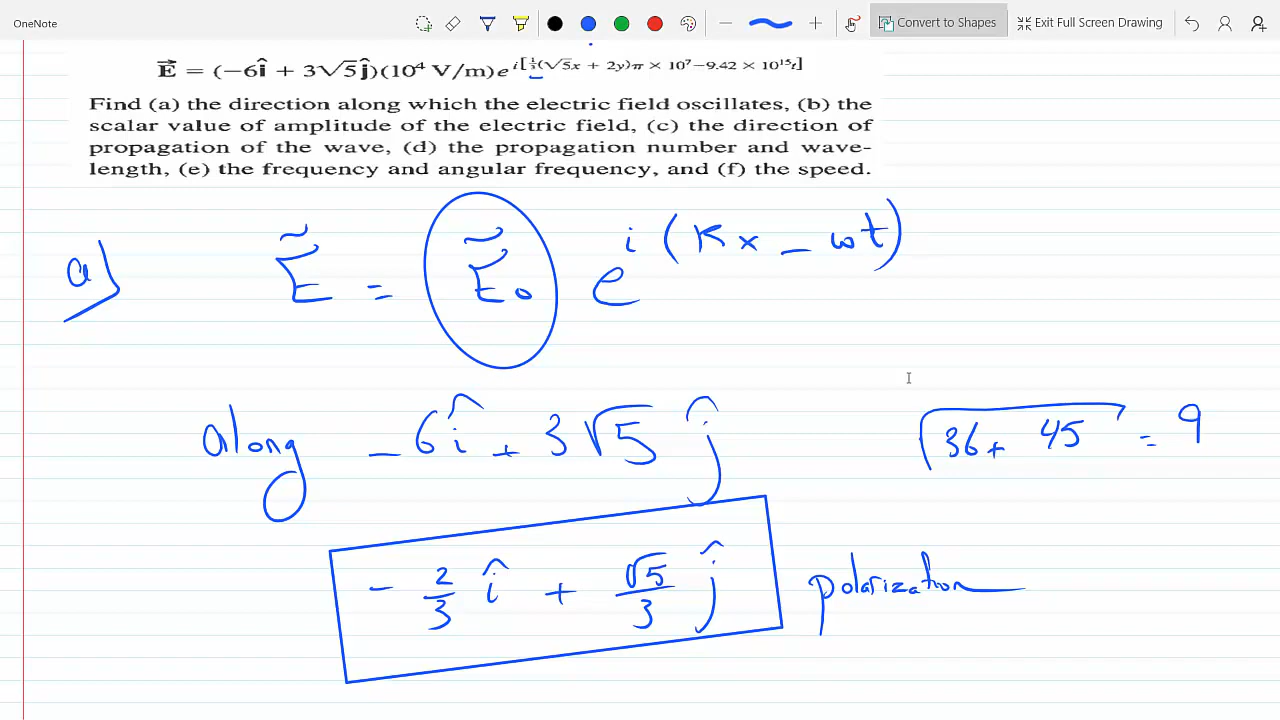 OneNote
Convert to Shapes
Exit Full Screen Drawing
E⃗ = (−6î + 3√5ĵ)(10⁴ V/m)e^{i[⅓(√5x + 2y)π × 10⁷−9.42 × 10¹⁵t]}
Find (a) the direction along which the electric field oscillates, (b) the
scalar value of amplitude of the electric field, (c) the direction of
propagation of the wave, (d) the propagation number and wave-
length, (e) the frequency and angular frequency, and (f) the speed.
a) Ẽ = Ẽ₀ e^{i(Kx − ωt)}
along −6î + 3√5 ĵ
√(36 + 45) = 9
− 2/3 î + √5/3 ĵ
polarization